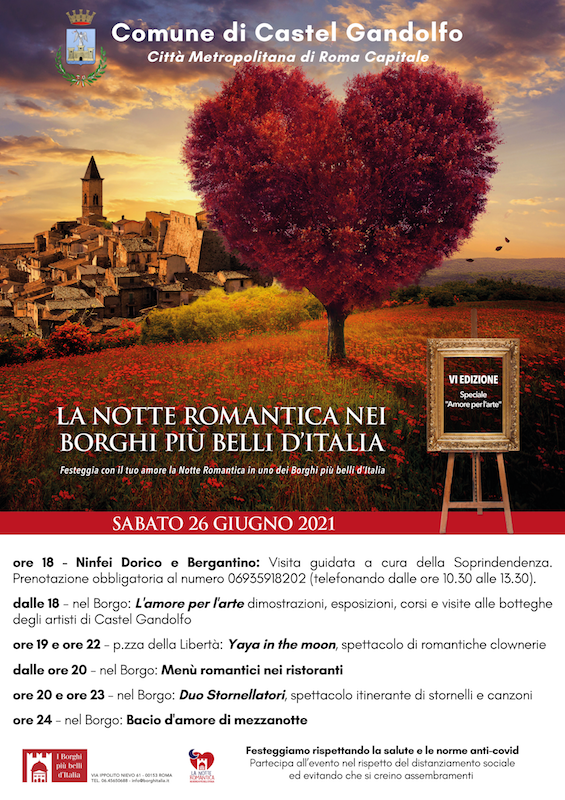 Comune di Castel Gandolfo
Città Metropolitana di Roma Capitale
VI EDIZIONE
Speciale
"Amore per l'arte"
LA NOTTE ROMANTICA NEI
BORGHI PIÙ BELLI D'ITALIA
Festeggia con il tuo amore la Notte Romantica in uno dei Borghi più belli d'Italia
SABATO 26 GIUGNO 2021
ore 18 - Ninfei Dorico e Bergantino: Visita guidata a cura della Soprindendenza.
Prenotazione obbligatoria al numero 06935918202 (telefonando dalle ore 10.30 alle 13.30).
dalle 18 - nel Borgo: L'amore per l'arte dimostrazioni, esposizioni, corsi e visite alle botteghe
degli artisti di Castel Gandolfo
ore 19 e ore 22 - p.zza della Libertà: Yaya in the moon, spettacolo di romantiche clownerie
dalle ore 20 - nel Borgo: Menù romantici nei ristoranti
ore 20 e ore 23 - nel Borgo: Duo Stornellatori, spettacolo itinerante di stornelli e canzoni
ore 24 - nel Borgo: Bacio d'amore di mezzanotte
I Borghi
più belli
d'Italia
VIA IPPOLITO NIEVO 61 - 00153 ROMA
TEL. 06.45600688 - info@borghitalia.it
LA NOTTE
ROMANTICA
Festeggiamo rispettando la salute e le norme anti-covid
Partecipa all'evento nel rispetto del distanziamento sociale
ed evitando che si creino assembramenti